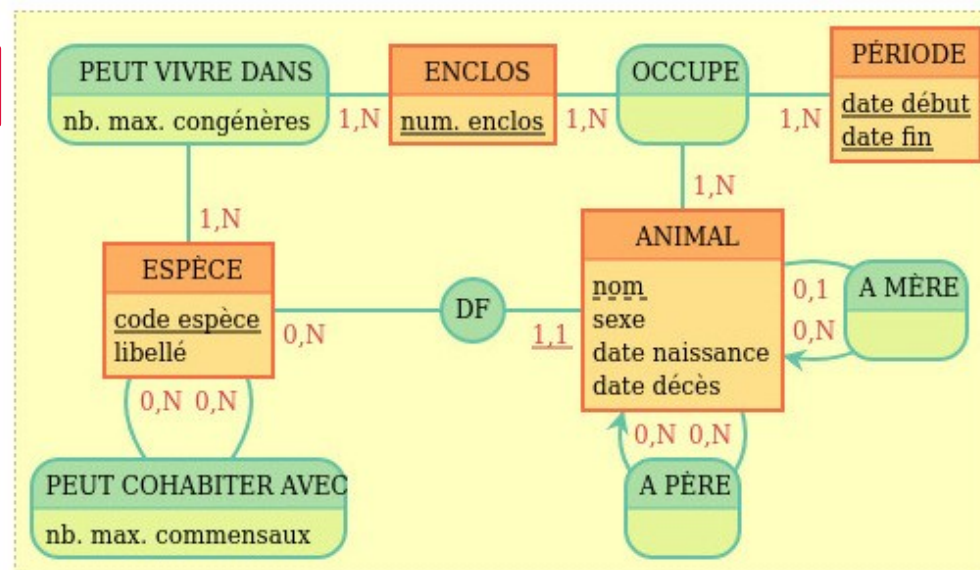 PEUT VIVRE DANS
nb. max. congénères
1,N
ENCLOS
num. enclos
1,N
OCCUPE
1,N
PÉRIODE
date début
date fin
1,N
1,N
ESPÈCE
code espèce
libellé
0,N
DF
1,1
ANIMAL
nom
sexe
date naissance
date décès
0,1
0,N
A MÈRE
0,N 0,N
0,N 0,N
PEUT COHABITER AVEC
nb. max. commensaux
A PÈRE